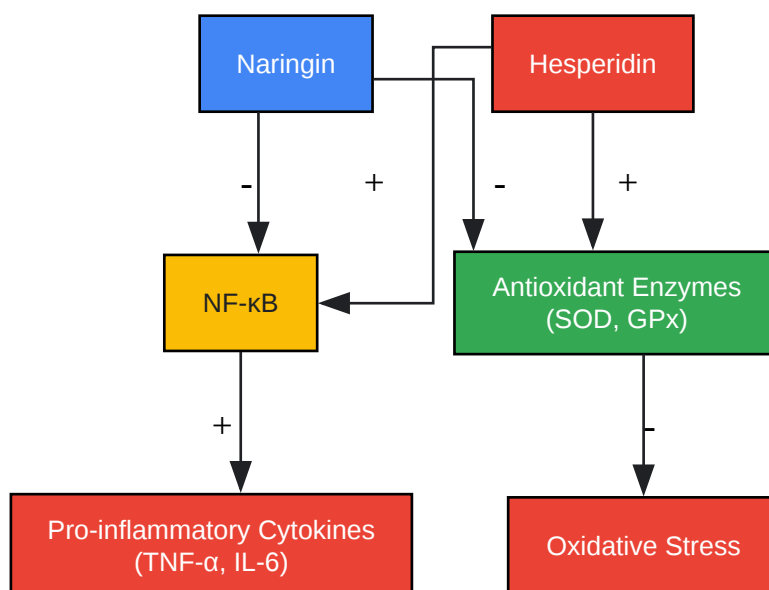 Naringin
Hesperidin
-
+
-
+
NF-κB
Antioxidant Enzymes
(SOD, GPx)
+
-
Pro-inflammatory Cytokines
(TNF-α, IL-6)
Oxidative Stress